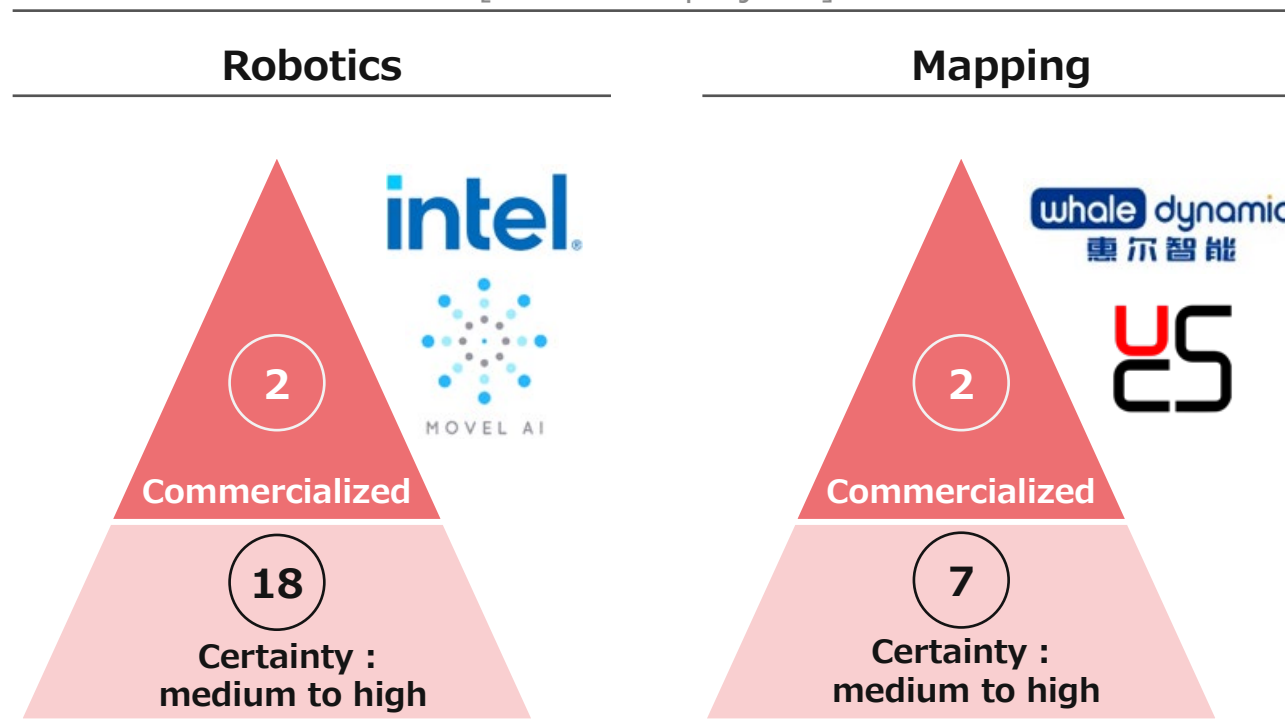 Robotics
Mapping
intel.
MOVEL AI
2
Commercialized
18
Certainty :
medium to high
whale dynamic
惠尔智能
UCS
2
Commercialized
7
Certainty :
medium to high